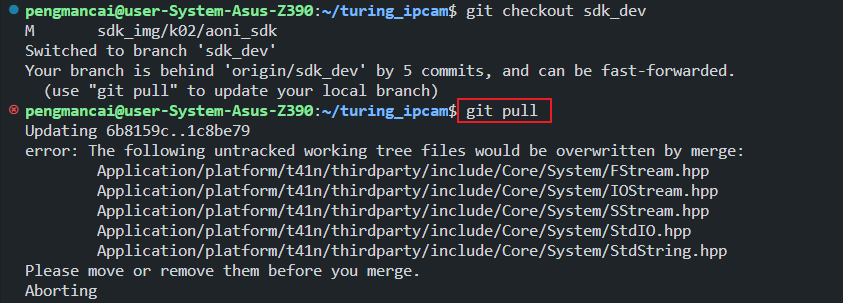 pengmancai@user-System-Asus-Z390:~/turing_ipcam$ git checkout sdk_dev
M       sdk_img/k02/aoni_sdk
Switched to branch 'sdk_dev'
Your branch is behind 'origin/sdk_dev' by 5 commits, and can be fast-forwarded.
  (use "git pull" to update your local branch)
pengmancai@user-System-Asus-Z390:~/turing_ipcam$ git pull
Updating 6b8159c..1c8be79
error: The following untracked working tree files would be overwritten by merge:
        Application/platform/t41n/thirdparty/include/Core/System/FStream.hpp
        Application/platform/t41n/thirdparty/include/Core/System/IOStream.hpp
        Application/platform/t41n/thirdparty/include/Core/System/SStream.hpp
        Application/platform/t41n/thirdparty/include/Core/System/StdIO.hpp
        Application/platform/t41n/thirdparty/include/Core/System/StdString.hpp
Please move or remove them before you merge.
Aborting